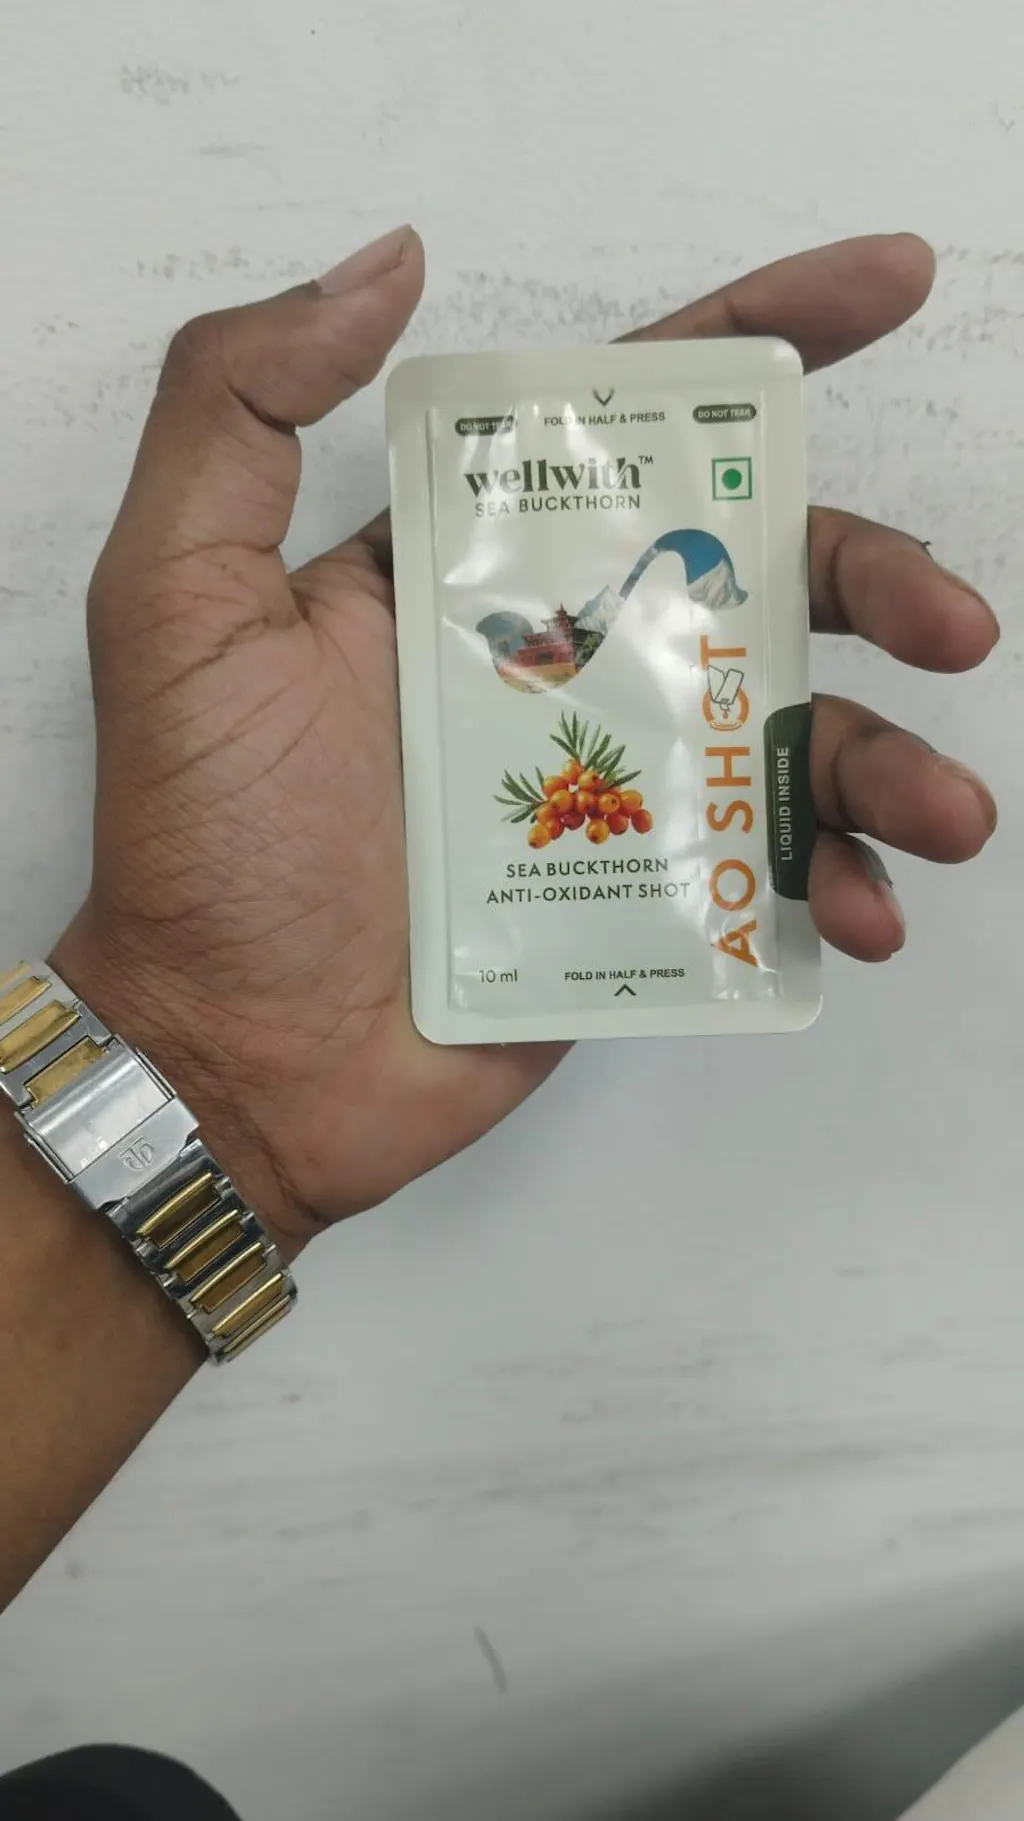 DO NOT TEAR
FOLD IN HALF & PRESS
DO NOT TEAR
wellwith™
SEA BUCKTHORN
AO SHOT
LIQUID INSIDE
SEA BUCKTHORN
ANTI-OXIDANT SHOT
10 ml
FOLD IN HALF & PRESS